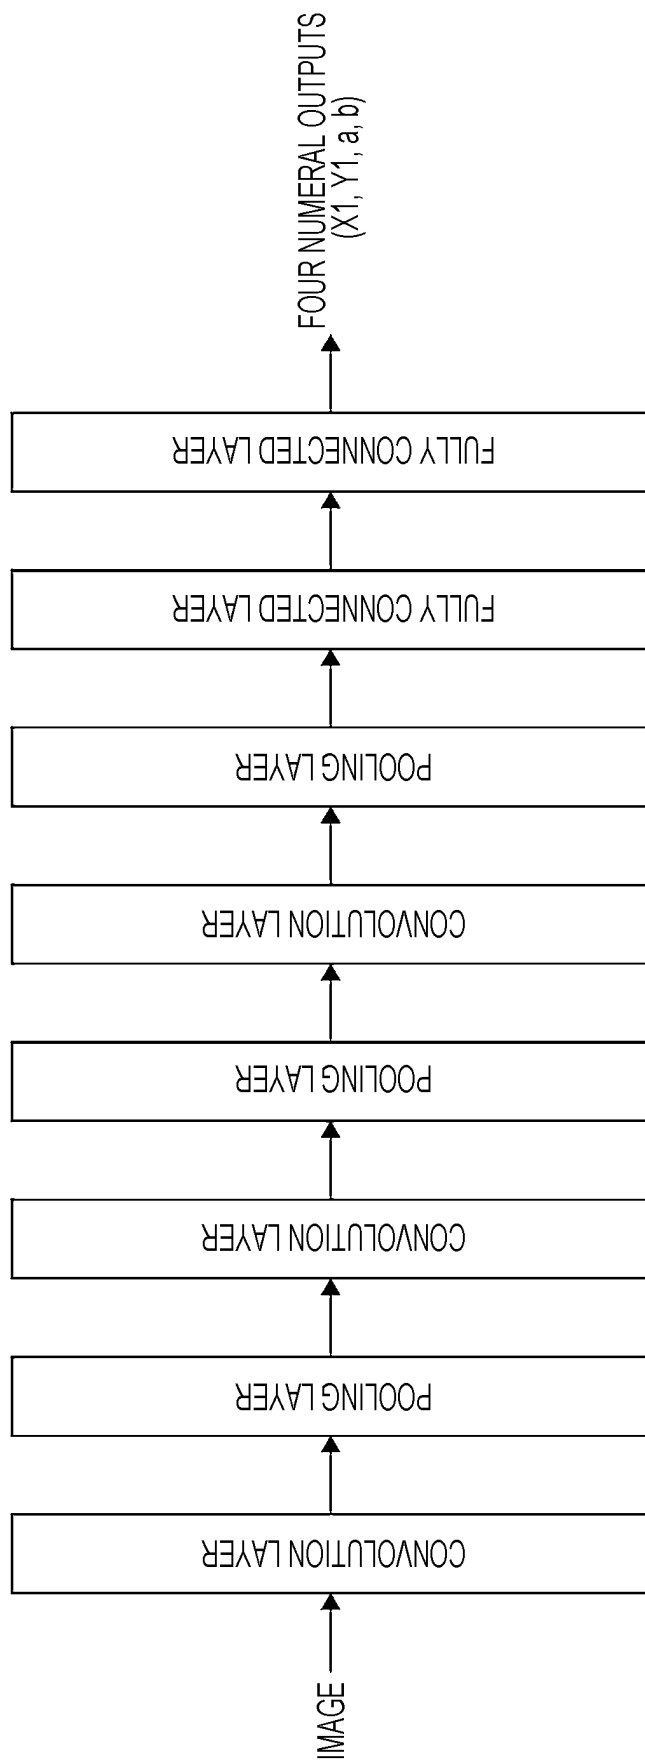 IMAGE
CONVOLUTION LAYER
POOLING LAYER
CONVOLUTION LAYER
POOLING LAYER
CONVOLUTION LAYER
POOLING LAYER
FULLY CONNECTED LAYER
FULLY CONNECTED LAYER
FOUR NUMERAL OUTPUTS
(X1, Y1, a, b)